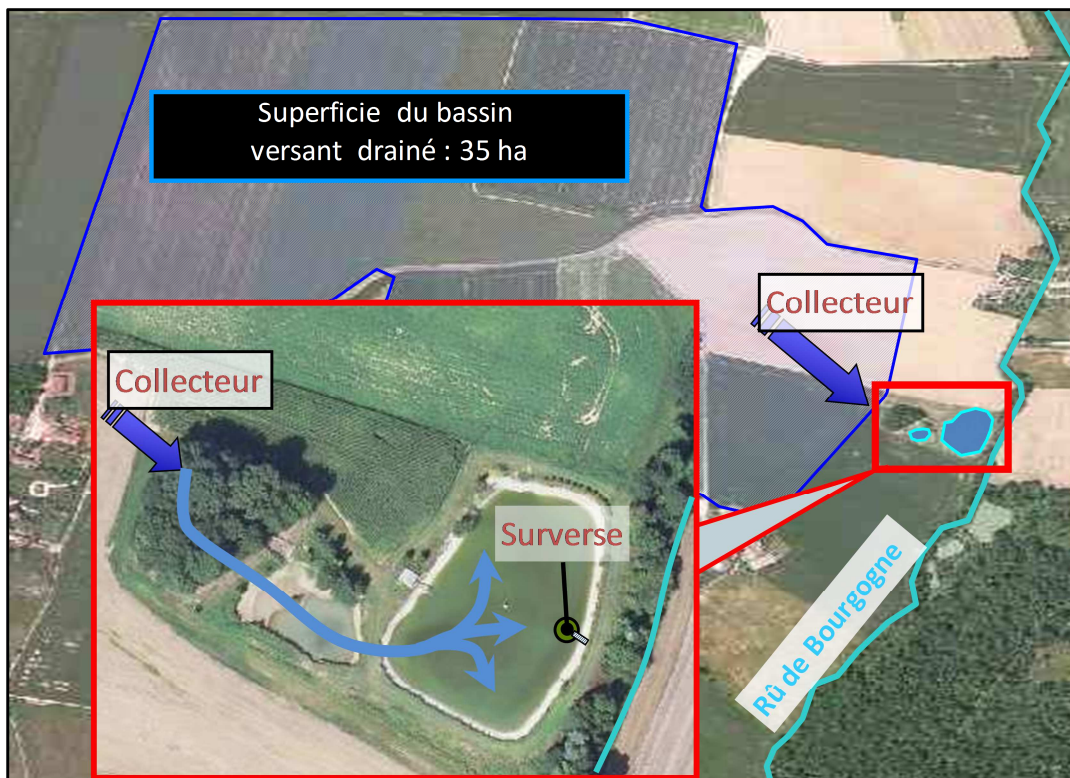 Superficie du bassin
versant drainé : 35 ha
Collecteur
Collecteur
Surverse
Rû de Bourgogne